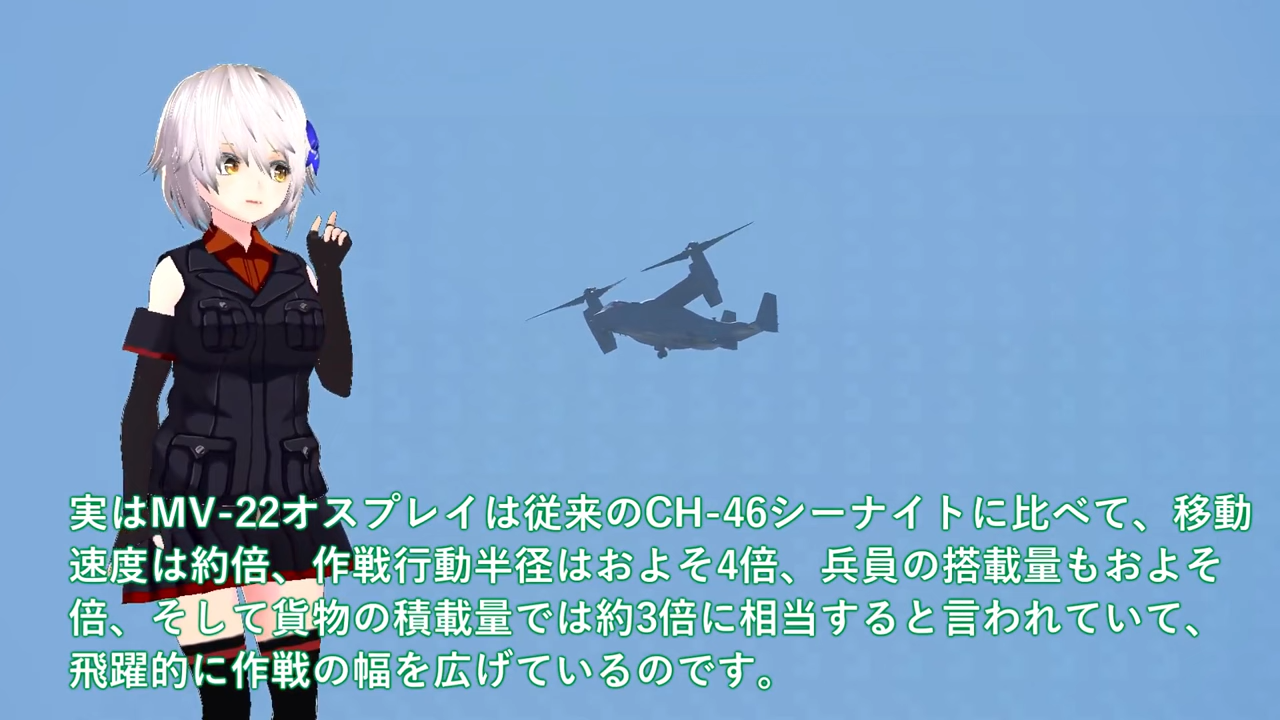 実はMV-22オスプレイは従来のCH-46シーナイトに比べて、移動
速度は約倍、作戦行動半径はおよそ4倍、兵員の搭載量もおよそ
倍、そして貨物の積載量では約3倍に相当すると言われていて、
飛躍的に作戦の幅を広げているのです。